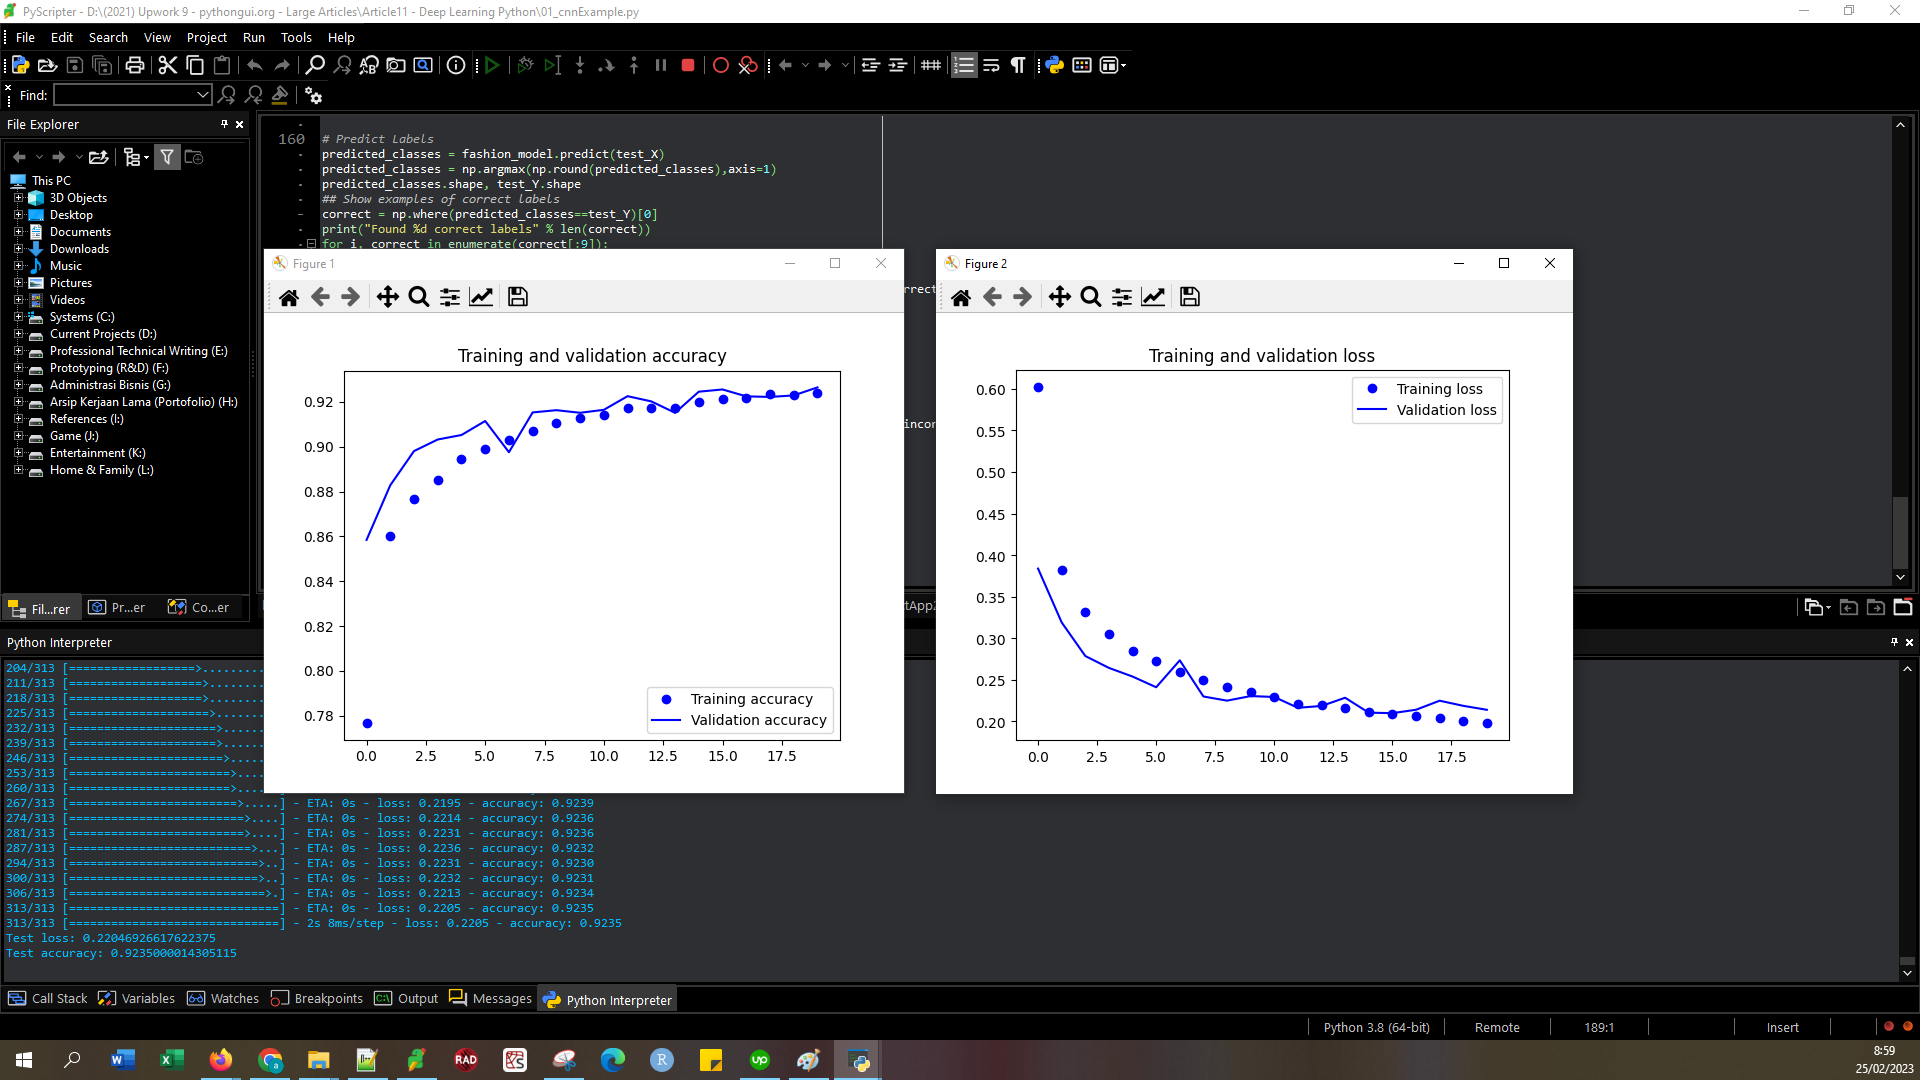 PyScripter - D:\(2021) Upwork 9 - pythongui.org - Large Articles\Article11 - Deep Learning Python\01_cnnExample.py
File Edit Search View Project Run Tools Help
Find:
File Explorer
This PC
3D Objects
Desktop
Documents
Downloads
Music
Pictures
Videos
Systems (C:)
Current Projects (D:)
Professional Technical Writing (E:)
Prototyping (R&D) (F:)
Administrasi Bisnis (G:)
Arsip Kerjaan Lama (Portofolio) (H:)
References (I:)
Game (J:)
Entertainment (K:)
Home & Family (L:)
Fil...rer Pr...er Co...er
160 # Predict Labels
predicted_classes = fashion_model.predict(test_X)
predicted_classes = np.argmax(np.round(predicted_classes),axis=1)
predicted_classes.shape, test_Y.shape
## Show examples of correct labels
correct = np.where(predicted_classes==test_Y)[0]
print("Found %d correct labels" % len(correct))
for i, correct in enumerate(correct[:9]):
rrect
incor
tApp2
Figure 1
Training and validation accuracy
0.92
0.90
0.88
0.86
0.84
0.82
0.80
0.78
Training accuracy
Validation accuracy
0.0 2.5 5.0 7.5 10.0 12.5 15.0 17.5
Figure 2
Training and validation loss
0.60
0.55
0.50
0.45
0.40
0.35
0.30
0.25
0.20
Training loss
Validation loss
0.0 2.5 5.0 7.5 10.0 12.5 15.0 17.5
Python Interpreter
204/313 [==================>.........
211/313 [===================>........
218/313 [===================>........
225/313 [====================>.......
232/313 [=====================>......
239/313 [=====================>......
246/313 [======================>.....
253/313 [=======================>....
260/313 [=======================>....
267/313 [========================>.....] - ETA: 0s - loss: 0.2195 - accuracy: 0.9239
274/313 [=========================>....] - ETA: 0s - loss: 0.2214 - accuracy: 0.9236
281/313 [=========================>....] - ETA: 0s - loss: 0.2231 - accuracy: 0.9236
287/313 [==========================>...] - ETA: 0s - loss: 0.2236 - accuracy: 0.9232
294/313 [===========================>..] - ETA: 0s - loss: 0.2231 - accuracy: 0.9230
300/313 [===========================>..] - ETA: 0s - loss: 0.2232 - accuracy: 0.9231
306/313 [============================>.] - ETA: 0s - loss: 0.2213 - accuracy: 0.9234
313/313 [==============================] - ETA: 0s - loss: 0.2205 - accuracy: 0.9235
313/313 [==============================] - 2s 8ms/step - loss: 0.2205 - accuracy: 0.9235
Test loss: 0.22046926617622375
Test accuracy: 0.9235000014305115
Call Stack Variables Watches Breakpoints Output Messages Python Interpreter
Python 3.8 (64-bit) Remote 189:1 Insert
RAD
up
R
8:59
25/02/2023